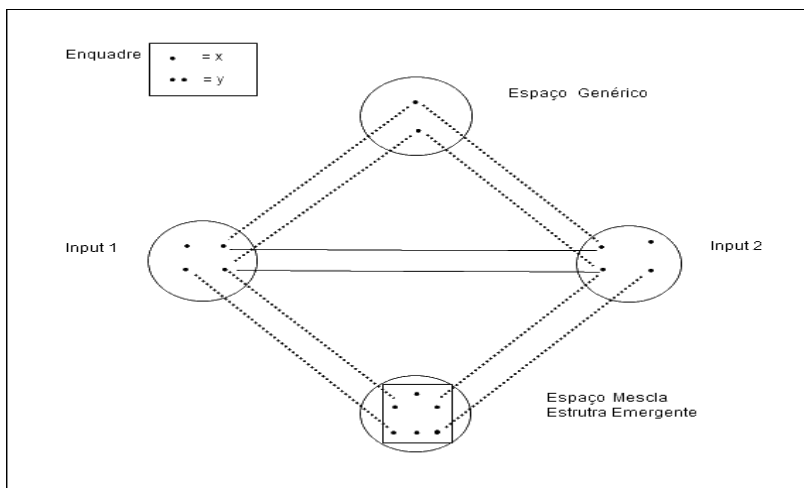 Enquadre
= x
= y
Espaço Genérico
Input 1
Input 2
Espaço Mescla
Estrutra Emergente